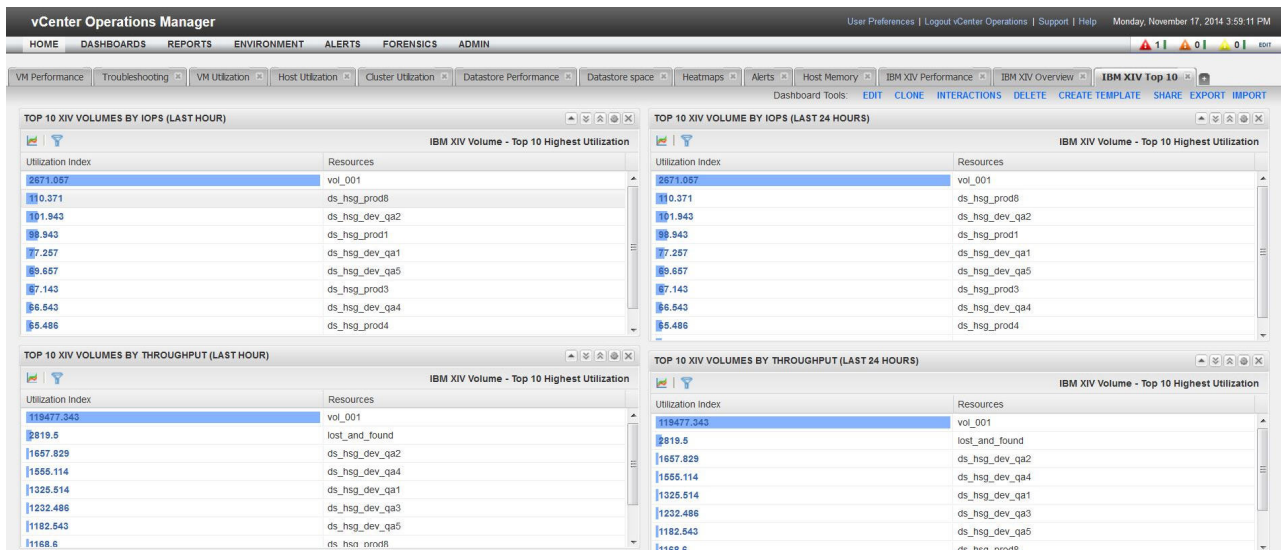 vCenter Operations Manager
User Preferences | Logout vCenter Operations | Support | Help Monday, November 17, 2014 3:59:11 PM
HOME DASHBOARDS REPORTS ENVIRONMENT ALERTS FORENSICS ADMIN
1 0 0 EDIT
VM Performance Troubleshooting VM Utilization Host Utilization Cluster Utilization Datastore Performance Datastore space Heatmaps Alerts Host Memory IBM XIV Performance IBM XIV Overview IBM XIV Top 10
Dashboard Tools: EDIT CLONE INTERACTIONS DELETE CREATE TEMPLATE SHARE EXPORT IMPORT
TOP 10 XIV VOLUMES BY IOPS (LAST HOUR)
IBM XIV Volume - Top 10 Highest Utilization
Utilization Index Resources
2671.057 vol_001
110.371 ds_hsg_prod8
101.943 ds_hsg_dev_qa2
98.943 ds_hsg_prod1
77.257 ds_hsg_dev_qa1
69.657 ds_hsg_dev_qa5
67.143 ds_hsg_prod3
66.543 ds_hsg_dev_qa4
65.486 ds_hsg_prod4
TOP 10 XIV VOLUME BY IOPS (LAST 24 HOURS)
IBM XIV Volume - Top 10 Highest Utilization
Utilization Index Resources
2671.057 vol_001
110.371 ds_hsg_prod8
101.943 ds_hsg_dev_qa2
98.943 ds_hsg_prod1
77.257 ds_hsg_dev_qa1
69.657 ds_hsg_dev_qa5
67.143 ds_hsg_prod3
66.543 ds_hsg_dev_qa4
65.486 ds_hsg_prod4
TOP 10 XIV VOLUMES BY THROUGHPUT (LAST HOUR)
IBM XIV Volume - Top 10 Highest Utilization
Utilization Index Resources
119477.343 vol_001
2819.5 lost_and_found
1657.829 ds_hsg_dev_qa2
1555.114 ds_hsg_dev_qa4
1325.514 ds_hsg_dev_qa1
1232.486 ds_hsg_dev_qa3
1182.543 ds_hsg_dev_qa5
1168.6 ds_hsg_prod8
TOP 10 XIV VOLUMES BY THROUGHPUT (LAST 24 HOURS)
IBM XIV Volume - Top 10 Highest Utilization
Utilization Index Resources
119477.343 vol_001
2819.5 lost_and_found
1657.829 ds_hsg_dev_qa2
1555.114 ds_hsg_dev_qa4
1325.514 ds_hsg_dev_qa1
1232.486 ds_hsg_dev_qa3
1182.543 ds_hsg_dev_qa5
1168.6 ds_hsg_prod8